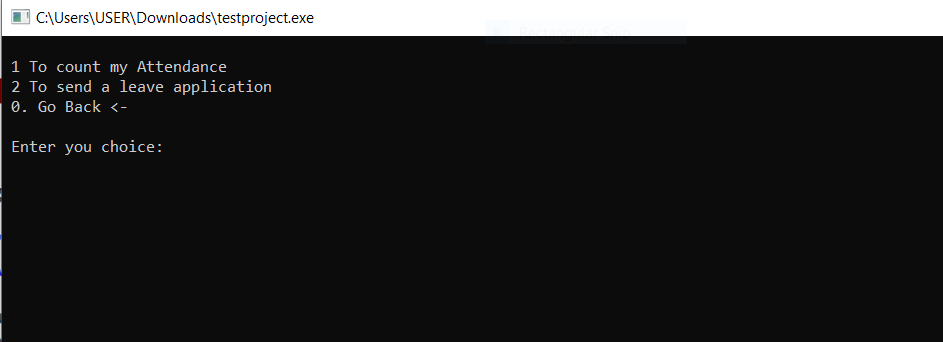 C:\Users\USER\Downloads\testproject.exe
1 To count my Attendance
2 To send a leave application
0. Go Back <-
Enter you choice: